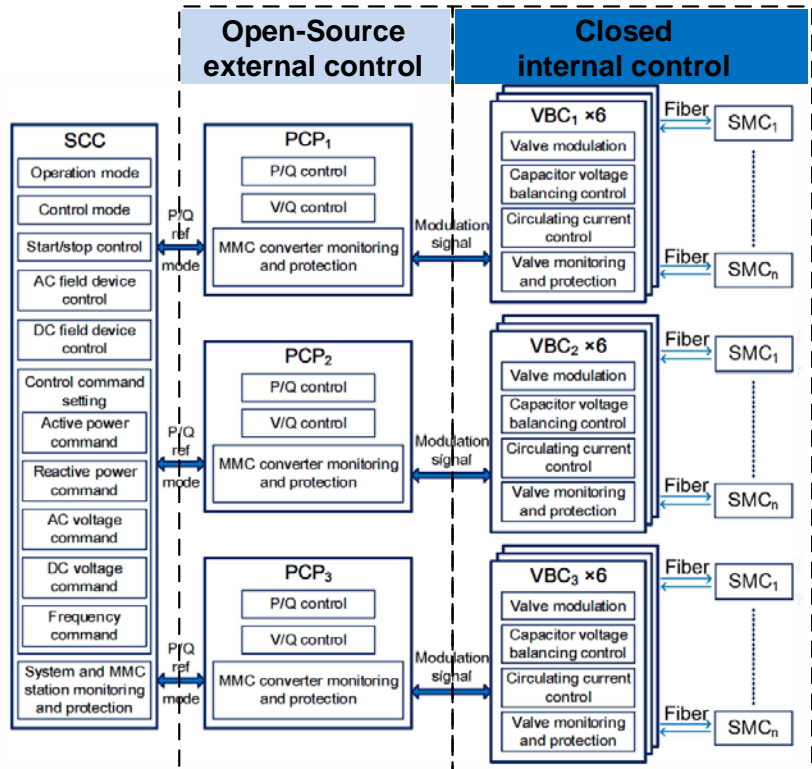 Open-Source
external control
Closed
internal control
SCC
Operation mode
Control mode
Start/stop control
AC field device
control
DC field device
control
Control command
setting
Active power
command
Reactive power
command
AC voltage
command
DC voltage
command
Frequency
command
System and MMC
station monitoring
and protection
P/Q
ref
mode
PCP1
P/Q control
V/Q control
MMC converter monitoring
and protection
Modulation
signal
VBC1 ×6
Valve modulation
Capacitor voltage
balancing control
Circulating current
control
Valve monitoring
and protection
Fiber
SMC1
Fiber
SMCn
P/Q
ref
mode
PCP2
P/Q control
V/Q control
MMC converter monitoring
and protection
Modulation
signal
VBC2 ×6
Valve modulation
Capacitor voltage
balancing control
Circulating current
control
Valve monitoring
and protection
Fiber
SMC1
Fiber
SMCn
P/Q
ref
mode
PCP3
P/Q control
V/Q control
MMC converter monitoring
and protection
Modulation
signal
VBC3 ×6
Valve modulation
Capacitor voltage
balancing control
Circulating current
control
Valve monitoring
and protection
Fiber
SMC1
Fiber
SMCn